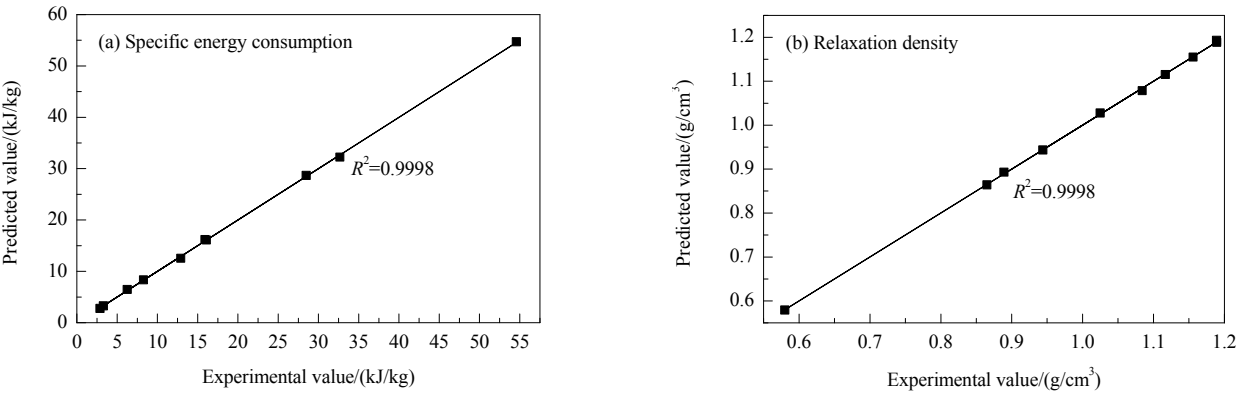 (a) Specific energy consumption
Predicted value/(kJ/kg)
60
50
40
30
20
10
0
R²=0.9998
0 5 10 15 20 25 30 35 40 45 50 55
Experimental value/(kJ/kg)
(b) Relaxation density
Predicted value/(g/cm³)
1.2
1.1
1.0
0.9
0.8
0.7
0.6
R²=0.9998
0.6 0.7 0.8 0.9 1.0 1.1 1.2
Experimental value/(g/cm³)